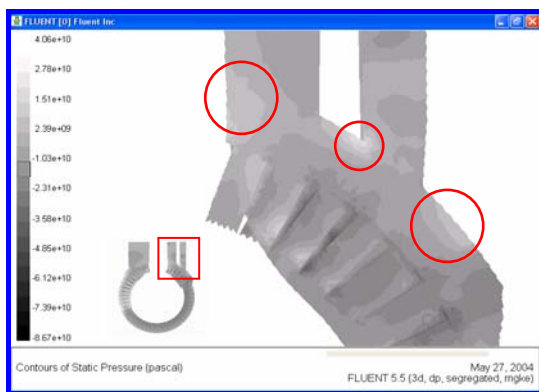 FLUENT [0] Fluent Inc
4.06e+10
2.78e+10
1.51e+10
2.39e+09
-1.03e+10
-2.31e+10
-3.58e+10
-4.85e+10
-6.12e+10
-7.39e+10
-8.67e+10
Contours of Static Pressure (pascal)
May 27, 2004
FLUENT 5.5 (3d, dp, segregated, rngke)